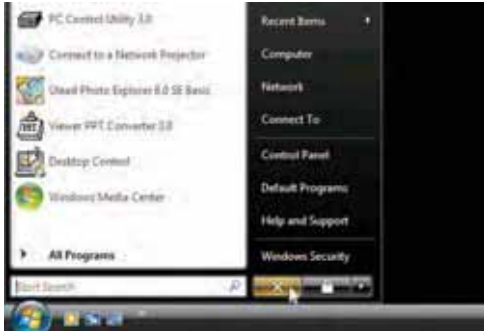 PC Control Utility 3.0
Connect to a Network Projector
Ulead Photo Explorer 8.0 SE Basic
Viewer PPT Converter 3.0
Desktop Control
Windows Media Center
All Programs
Start Search
Recent Items
Computer
Network
Connect To
Control Panel
Default Programs
Help and Support
Windows Security